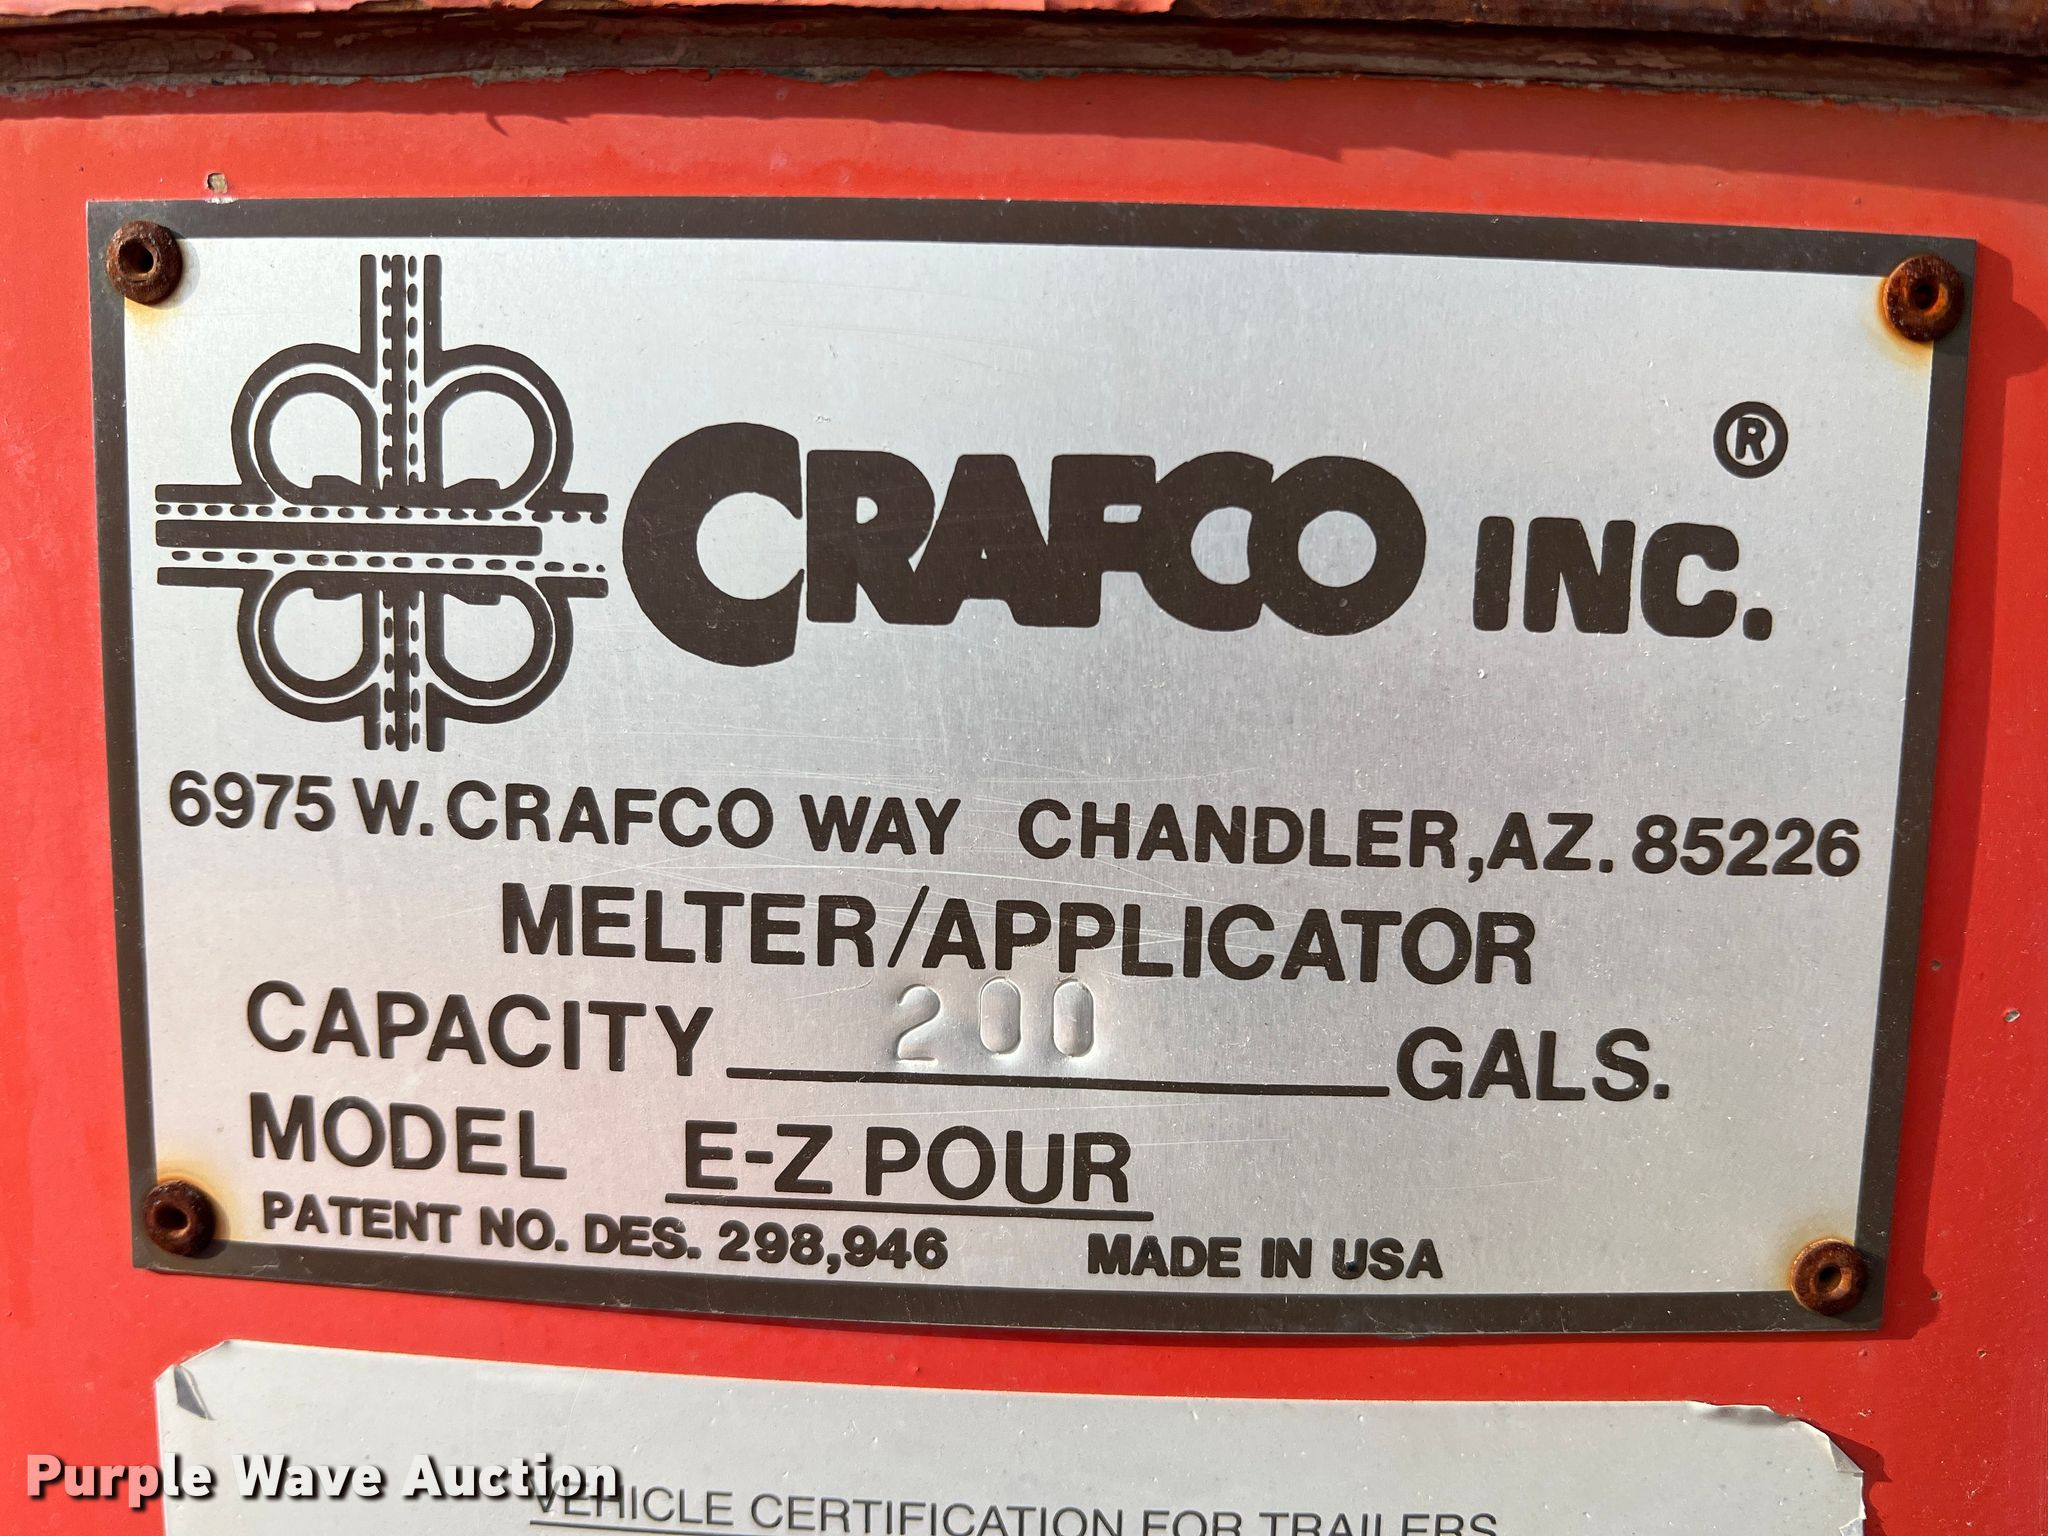 CRAFCO INC. ®
6975 W. CRAFCO WAY CHANDLER, AZ. 85226
MELTER/APPLICATOR
CAPACITY 200 GALS.
MODEL E-Z POUR
PATENT NO. DES. 298,946 MADE IN USA
VEHICLE CERTIFICATION FOR TRAILERS
Purple Wave Auction